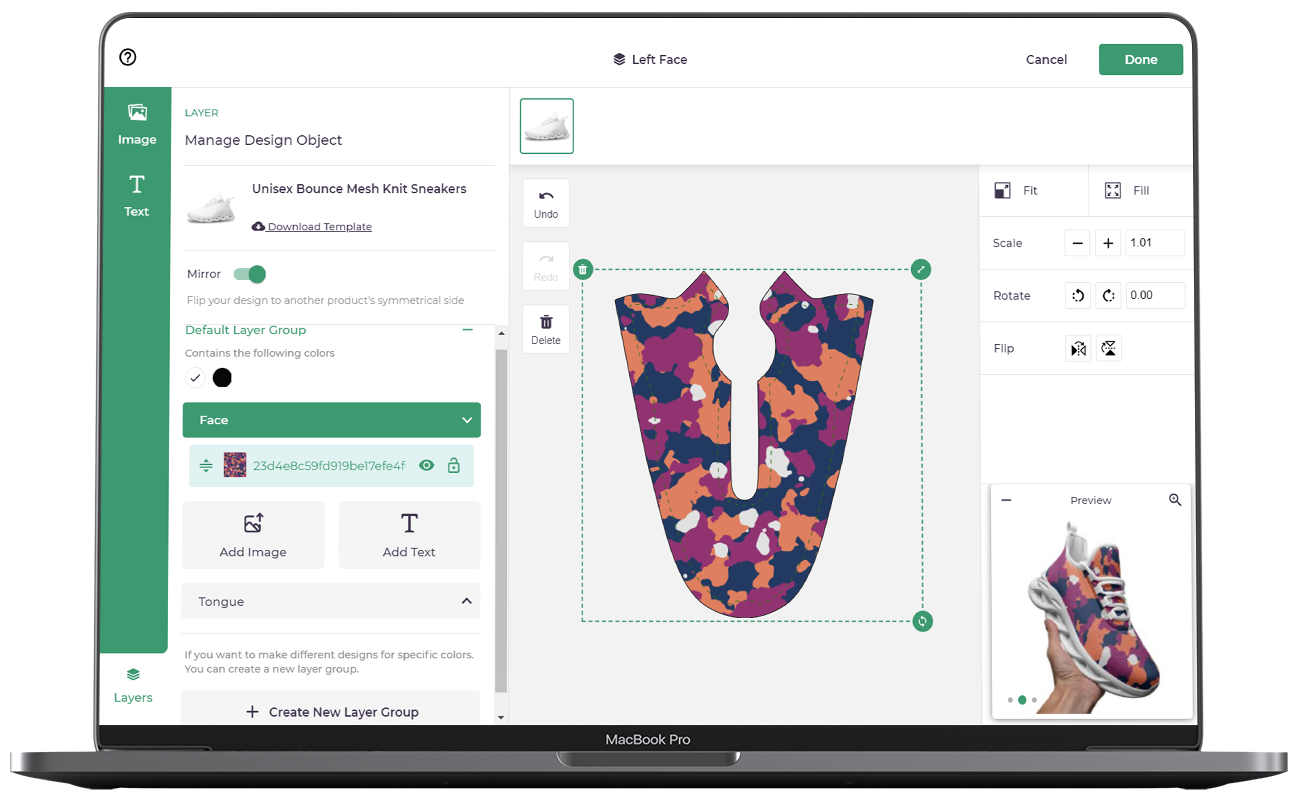 Left Face
Cancel
Done
Image
Text
Layers
LAYER
Manage Design Object
Unisex Bounce Mesh Knit Sneakers
Download Template
Mirror
Flip your design to another product's symmetrical side
Default Layer Group
Contains the following colors
Face
23d4e8c59fd919be17efe4f
Add Image
Add Text
Tongue
If you want to make different designs for specific colors.
You can create a new layer group.
Create New Layer Group
Undo
Redo
Delete
Fit
Fill
Scale
1.01
Rotate
0.00
Flip
Preview
MacBook Pro